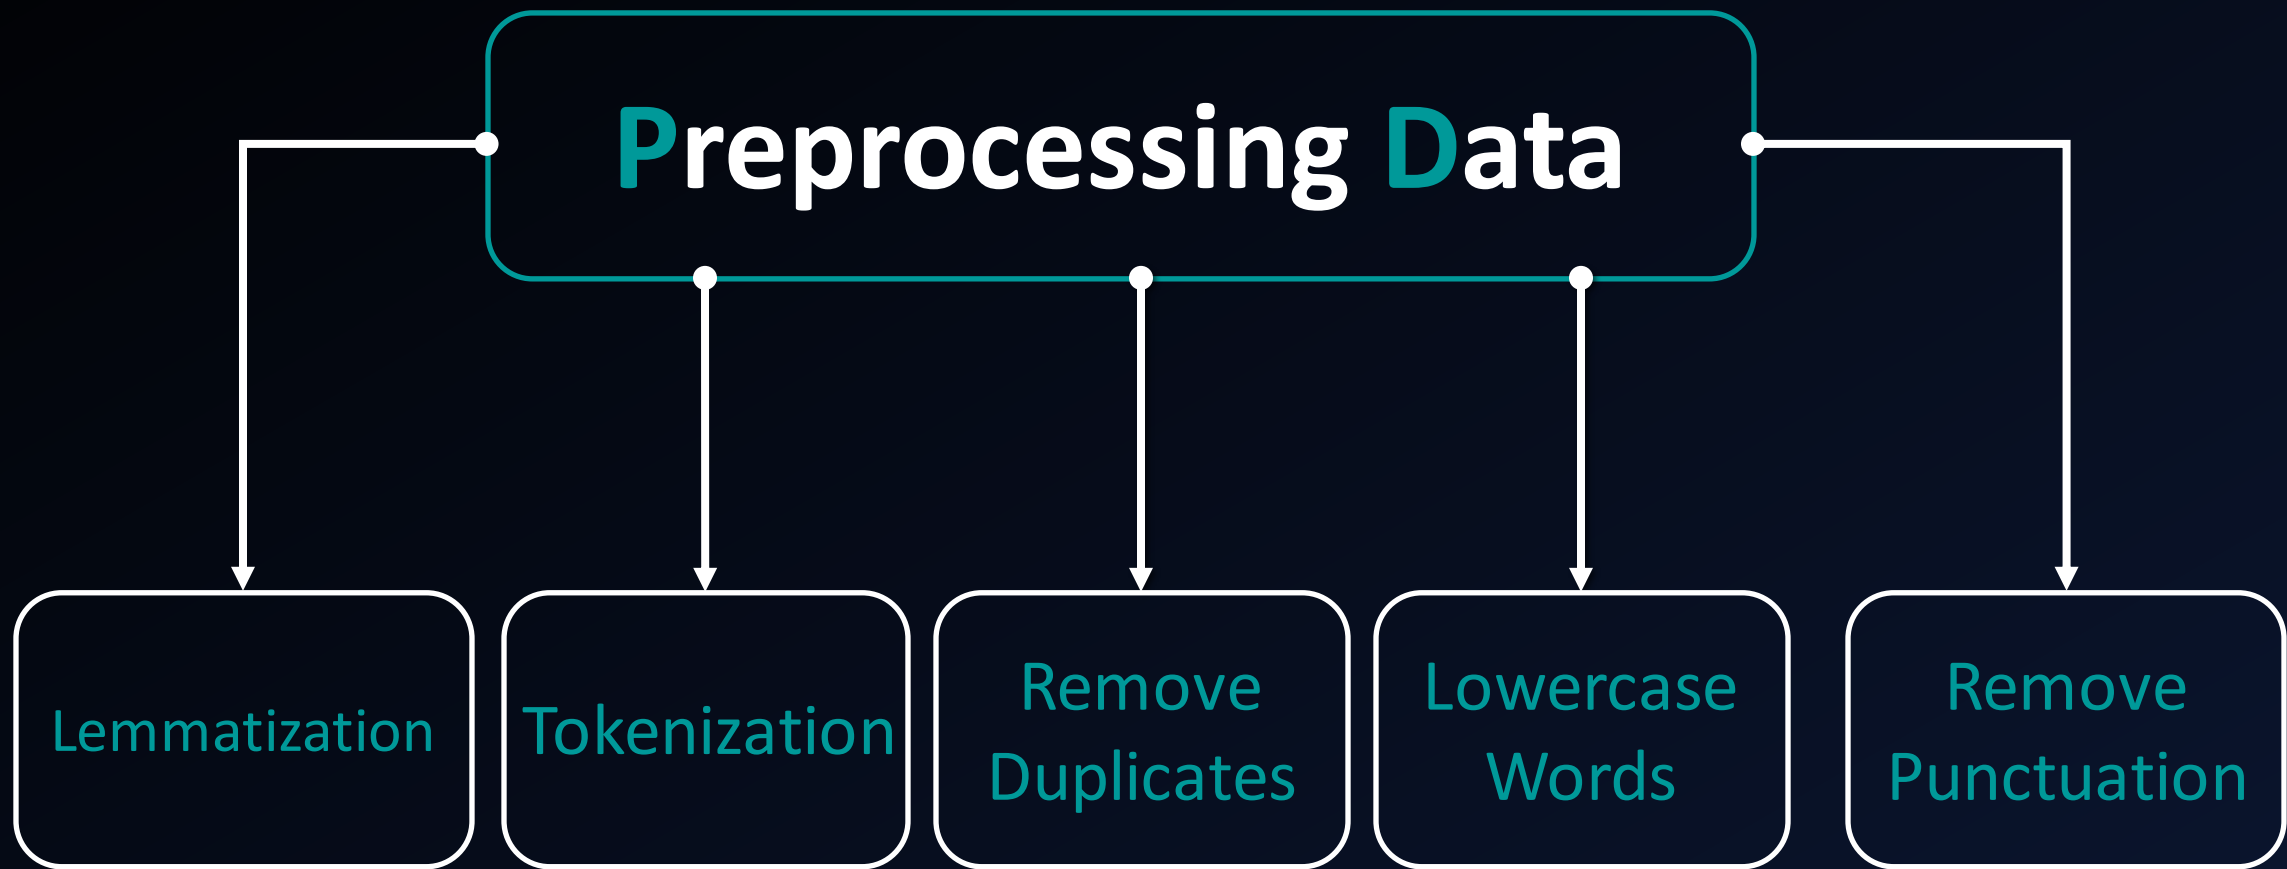 Preprocessing Data
Lemmatization
Tokenization
Remove
Duplicates
Lowercase
Words
Remove
Punctuation